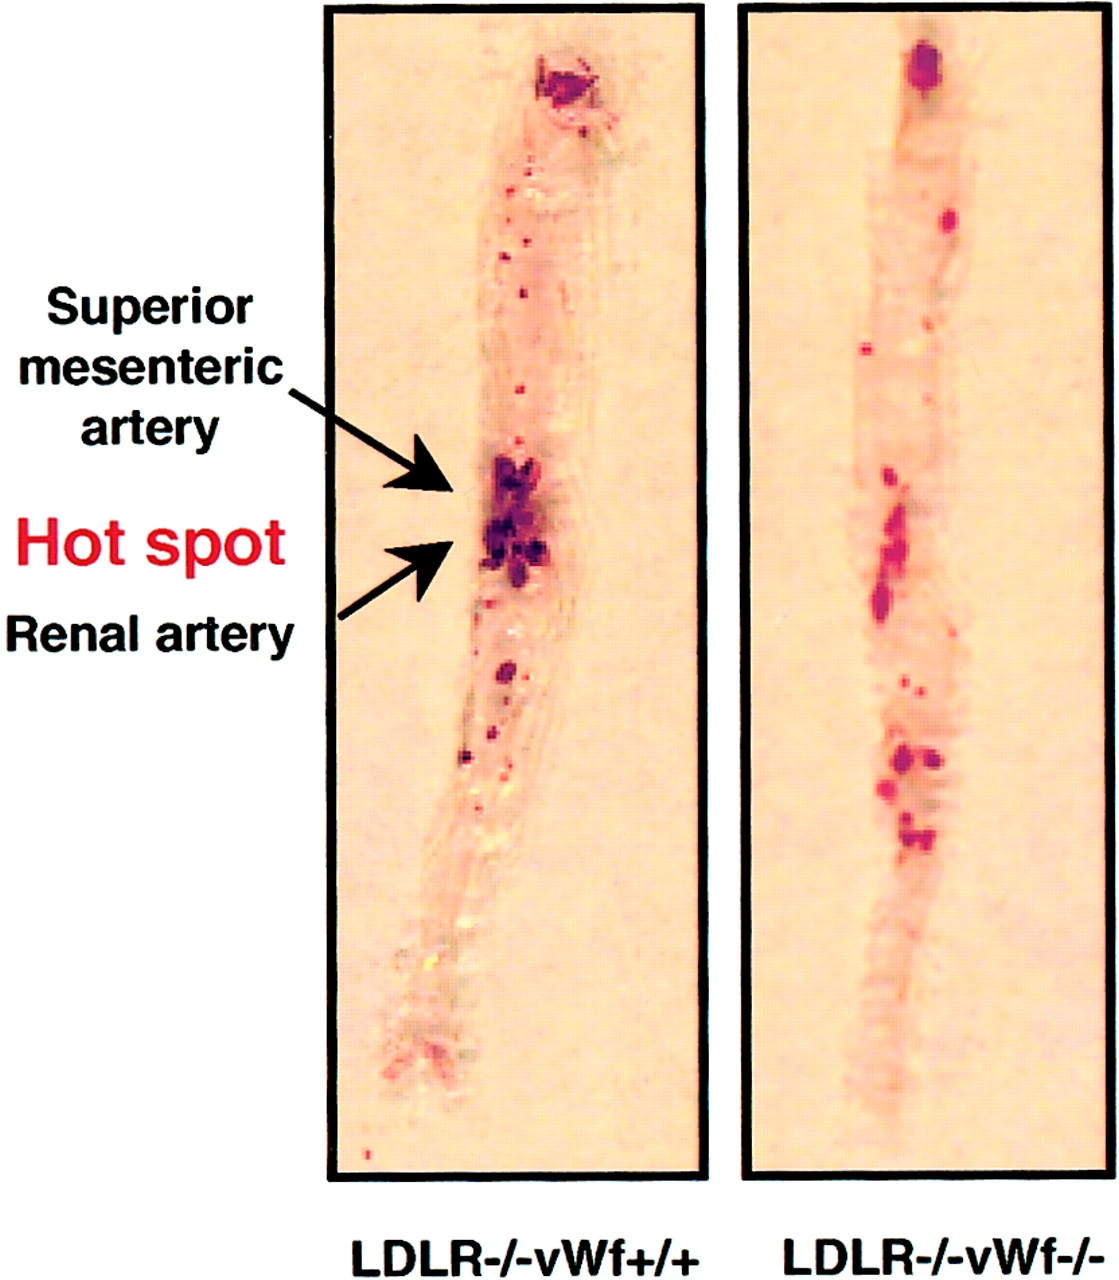 Superior
mesenteric
artery
Hot spot
Renal artery
LDLR-/-vWf+/+
LDLR-/-vWf-/-